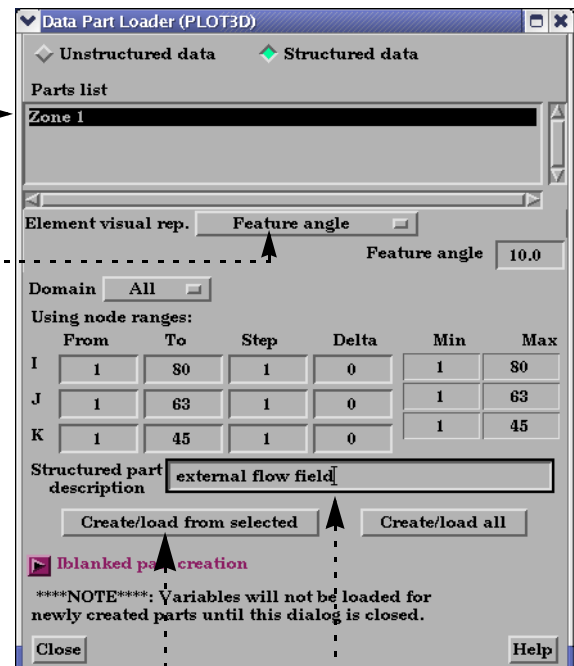 Data Part Loader (PLOT3D)
Unstructured data Structured data
Parts list
Zone 1
Element visual rep. Feature angle
Feature angle 10.0
Domain All
Using node ranges:
From To Step Delta Min Max
I 1 80 1 0 1 80
J 1 63 1 0 1 63
K 1 45 1 0 1 45
Structured part description external flow field
Create/load from selected Create/load all
Iblanked part creation
****NOTE****: Variables will not be loaded for
newly created parts until this dialog is closed.
Close Help